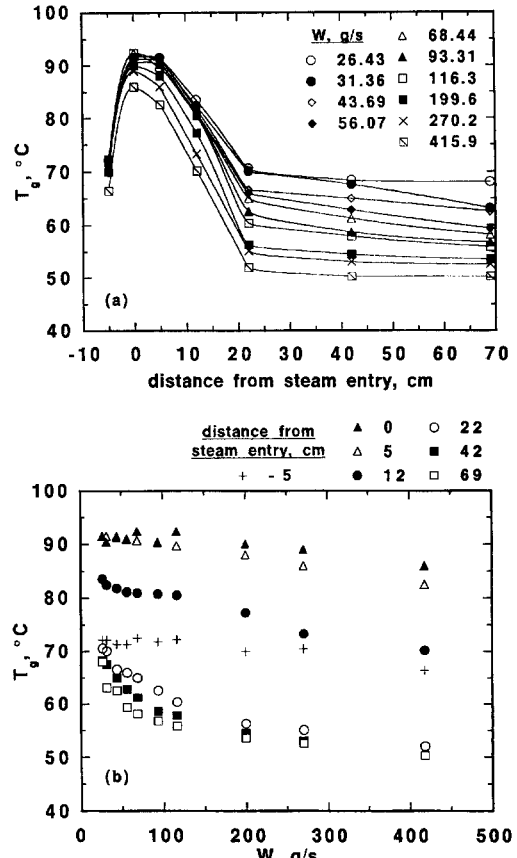 W, g/s
26.43
31.36
43.69
56.07
68.44
93.31
116.3
199.6
270.2
415.9
100
90
80
70
60
50
40
Tg, °C
(a)
-10 0 10 20 30 40 50 60 70
distance from steam entry, cm
distance from
steam entry, cm
- 5
0
5
12
22
42
69
100
90
80
70
60
50
40
Tg, °C
(b)
0 100 200 300 400 500
W, g/s